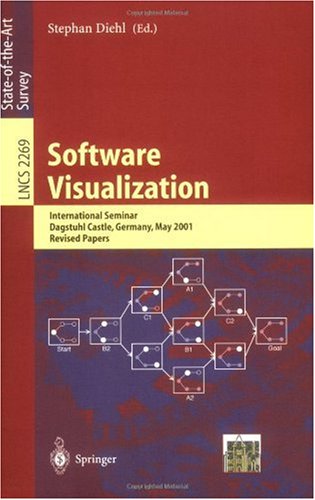 Stephan Diehl (Ed.)
State-of-the-Art
Survey
LNCS 2269
Software
Visualization
International Seminar
Dagstuhl Castle, Germany, May 2001
Revised Papers
A1
C1
C2
Start
B2
B1
Goal
A2
Springer